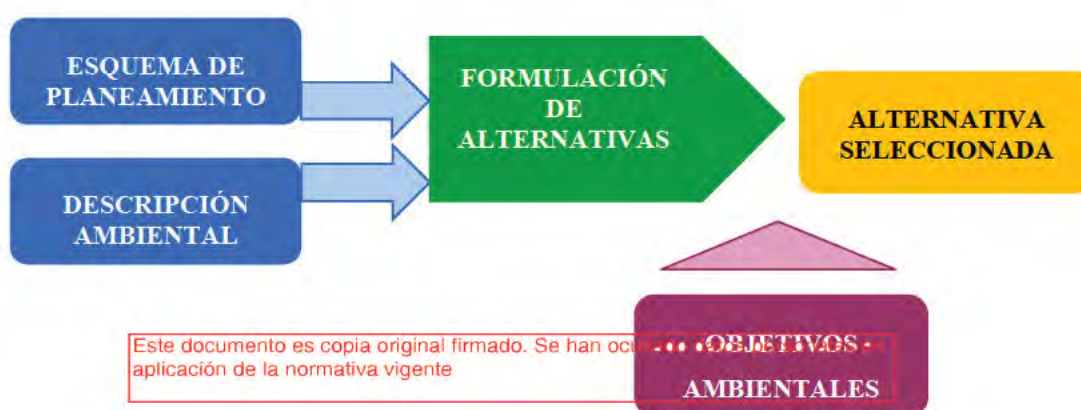 ESQUEMA DE
PLANEAMIENTO
FORMULACIÓN
DE
ALTERNATIVAS
ALTERNATIVA
SELECCIONADA
DESCRIPCIÓN
AMBIENTAL
OBJETIVOS
AMBIENTALES
Este documento es copia original firmado. Se han
aplicación de la normativa vigente